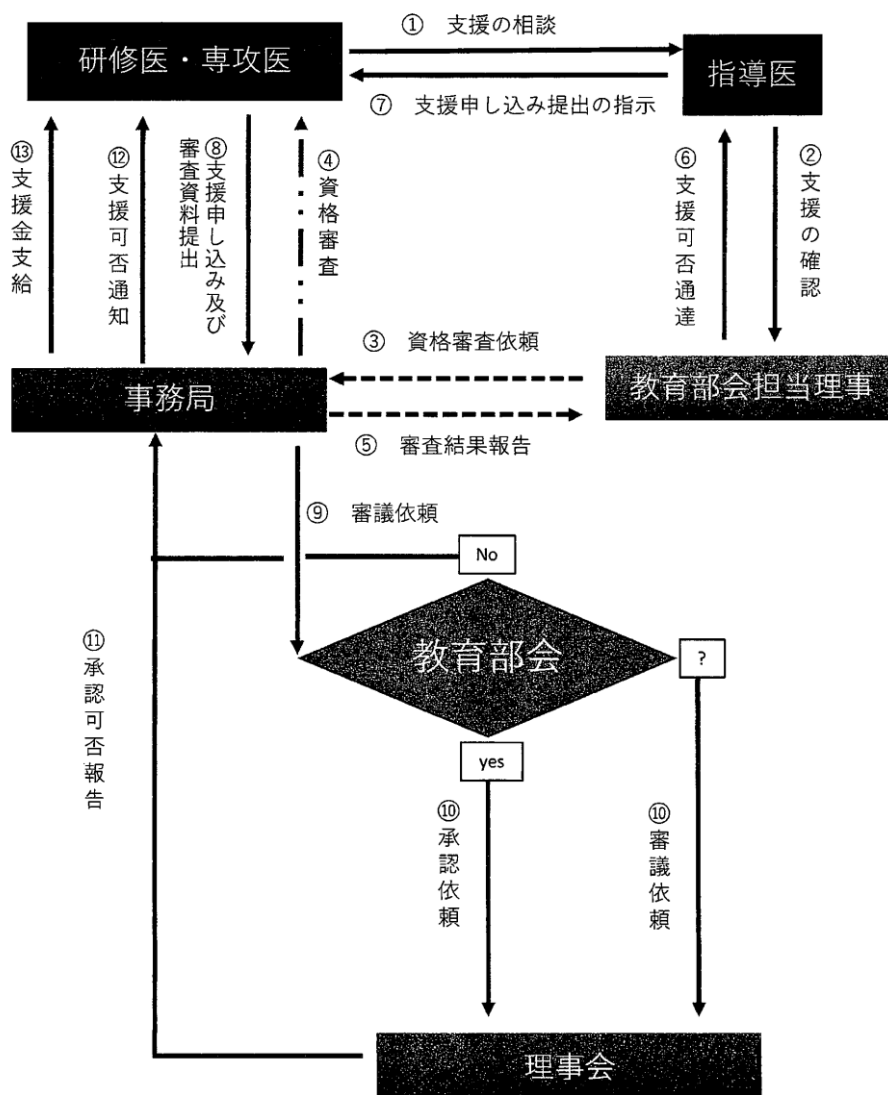 ① 支援の相談
研修医・専攻医
指導医
⑦ 支援申し込み提出の指示
⑬支援金支給
⑫支援可否通知
⑧支援申し込み及び
審査資料提出
④資格審査
⑥支援可否通達
②支援の確認
③ 資格審査依頼
事務局
教育部会担当理事
⑤ 審査結果報告
⑨ 審議依頼
No
教育部会
?
yes
⑪承認可否報告
⑩承認依頼
⑩審議依頼
理事会